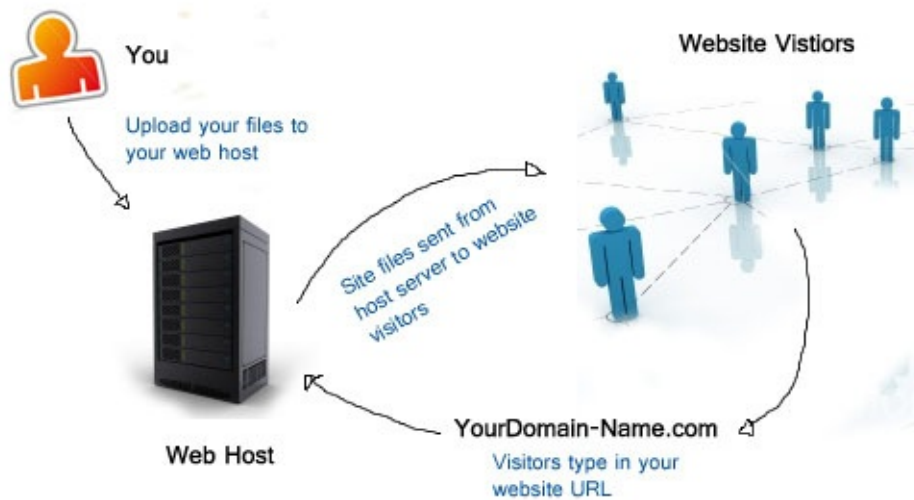 You
Upload your files to
your web host
Website Vistiors
Site files sent from
host server to website
visitors
Web Host
YourDomain-Name.com
Visitors type in your
website URL